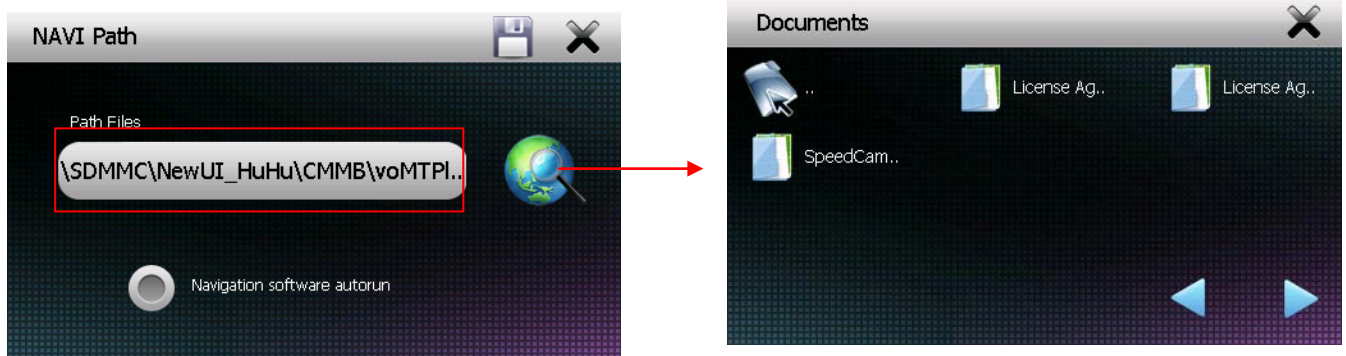 NAVI Path
Path Files
\SDMMC\NewUI_HuHu\CMMB\voMTPl..
Navigation software autorun
Documents
..
License Ag..
License Ag..
SpeedCam..